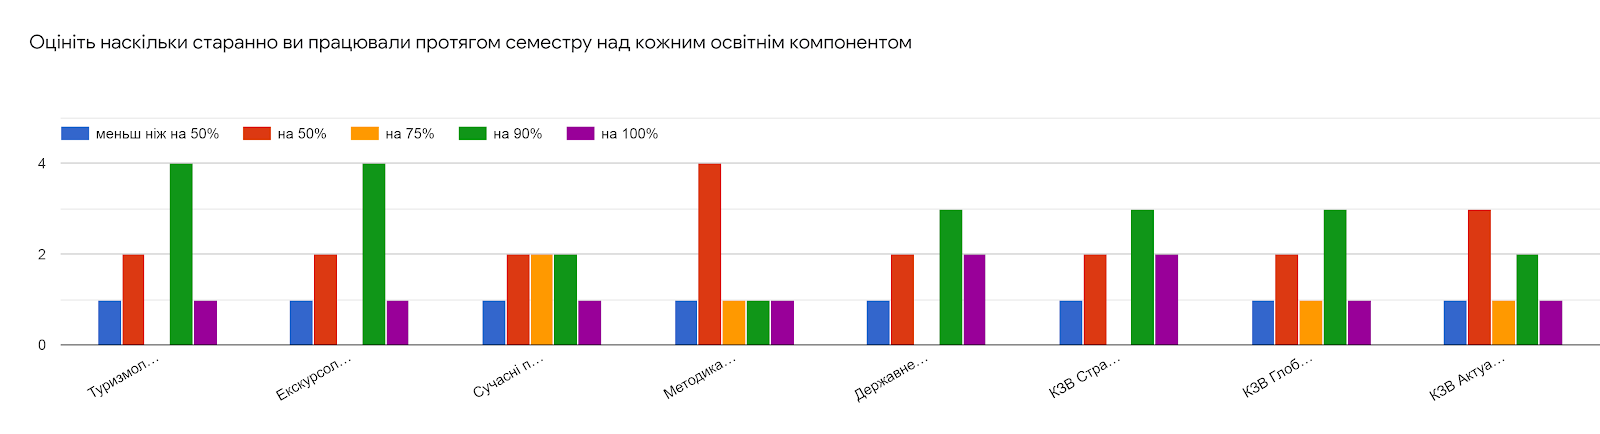 Оцініть наскільки старанно ви працювали протягом семестру над кожним освітнім компонентом
меньш ніж на 50% на 50% на 75% на 90% на 100%
4
2
0
Туризмол... Екскурсол... Сучасні п... Методика... Державне... КЗВ Стра... КЗВ Глоб... КЗВ Актуа...